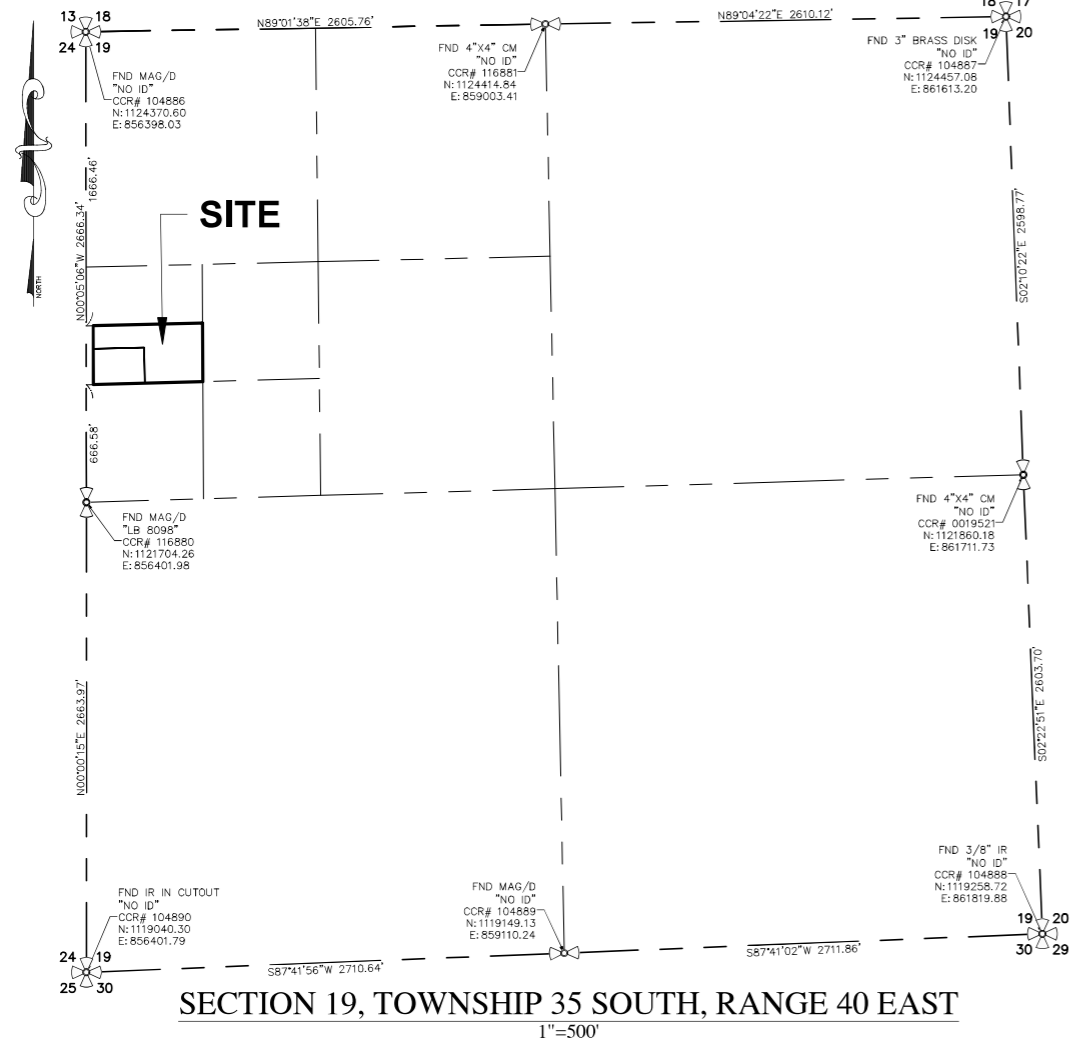 13 18
24 19
N89°01'38"E 2605.76'
N89°04'22"E 2610.12'
18 17
19 20
FND MAG/D
"NO ID"
CCR# 104886
N: 1124370.60
E: 856398.03
FND 4"X4" CM
"NO ID"
CCR# 116881
N: 1124414.84
E: 859003.41
FND 3" BRASS DISK
"NO ID"
CCR# 104887
N: 1124457.08
E: 861613.20
NORTH
1666.46'
N00°05'06"W 2666.34'
SITE
S02°10'22"E 2598.77'
666.58'
FND MAG/D
"LB 8098"
CCR# 116880
N: 1121704.26
E: 856401.98
FND 4"X4" CM
"NO ID"
CCR# 0019521
N: 1121860.18
E: 861711.73
N00°00'15"E 2663.97'
S02°22'51"E 2603.70'
FND IR IN CUTOUT
"NO ID"
CCR# 104890
N: 1119040.30
E: 856401.79
FND MAG/D
"NO ID"
CCR# 104889
N: 1119149.13
E: 859110.24
FND 3/8" IR
"NO ID"
CCR# 104888
N: 1119258.72
E: 861819.88
24 19
25 30
S87°41'56"W 2710.64'
S87°41'02"W 2711.86'
19 20
30 29
SECTION 19, TOWNSHIP 35 SOUTH, RANGE 40 EAST
1"=500'